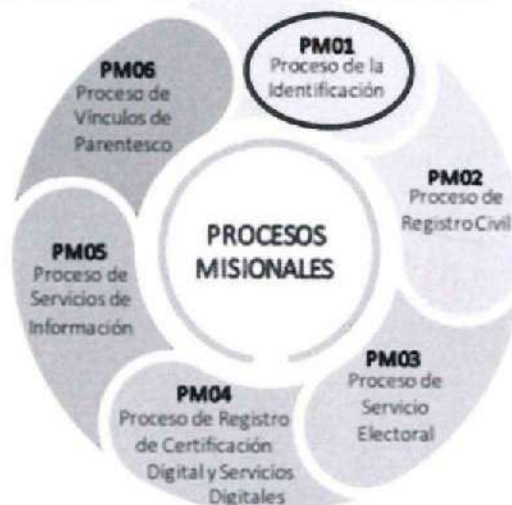 PM01
Proceso de la
Identificación
PM02
Proceso de
Registro Civil
PM03
Proceso de
Servicio
Electoral
PM04
Proceso de Registro
de Certificación
Digital y Servicios
Digitales
PM05
Proceso de
Servicios de
Información
PM06
Proceso de
Vínculos de
Parentesco
PROCESOS
MISIONALES